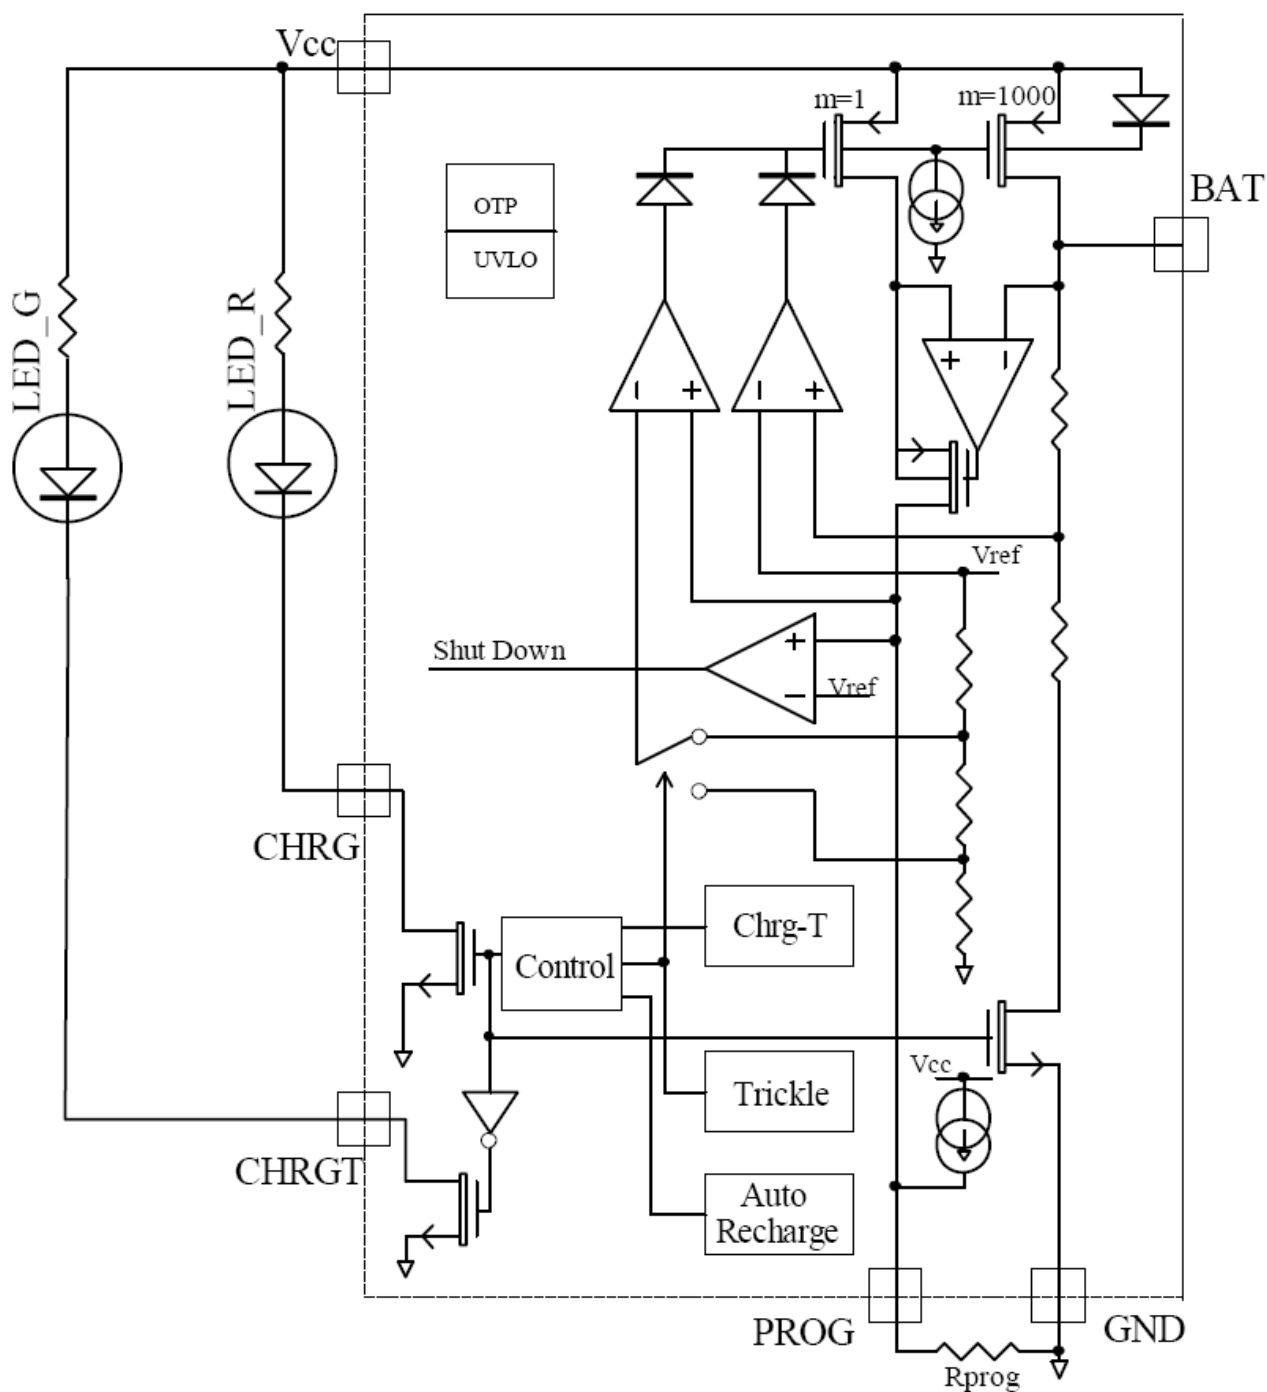 Vcc
m=1
m=1000
BAT
OTP
UVLO
LED_G
LED_R
+
Vref
Shut Down
+
−
Vref
CHRG
Chrg-T
Control
Vcc
Trickle
CHRGT
Auto
Recharge
PROG
GND
Rprog